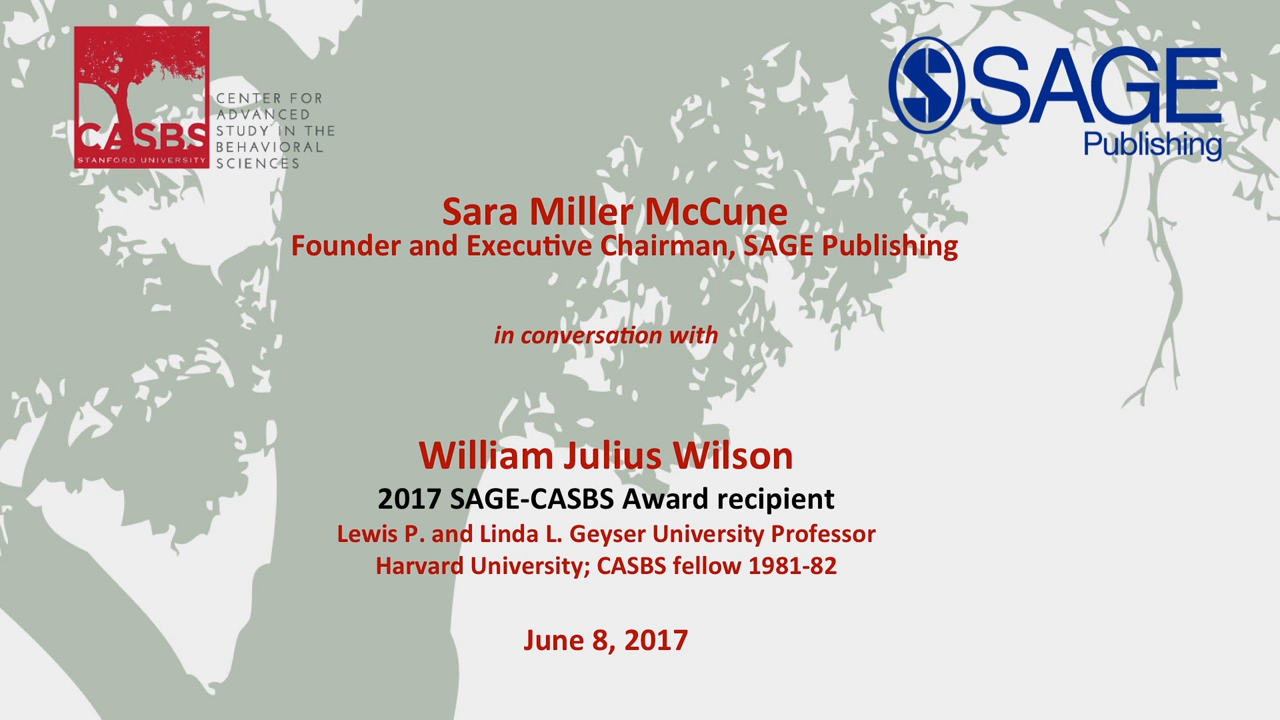 CASBS
STANFORD UNIVERSITY
CENTER FOR
ADVANCED
STUDY IN THE
BEHAVIORAL
SCIENCES
SAGE
Publishing
Sara Miller McCune
Founder and Executive Chairman, SAGE Publishing
in conversation with
William Julius Wilson
2017 SAGE-CASBS Award recipient
Lewis P. and Linda L. Geyser University Professor
Harvard University; CASBS fellow 1981-82
June 8, 2017